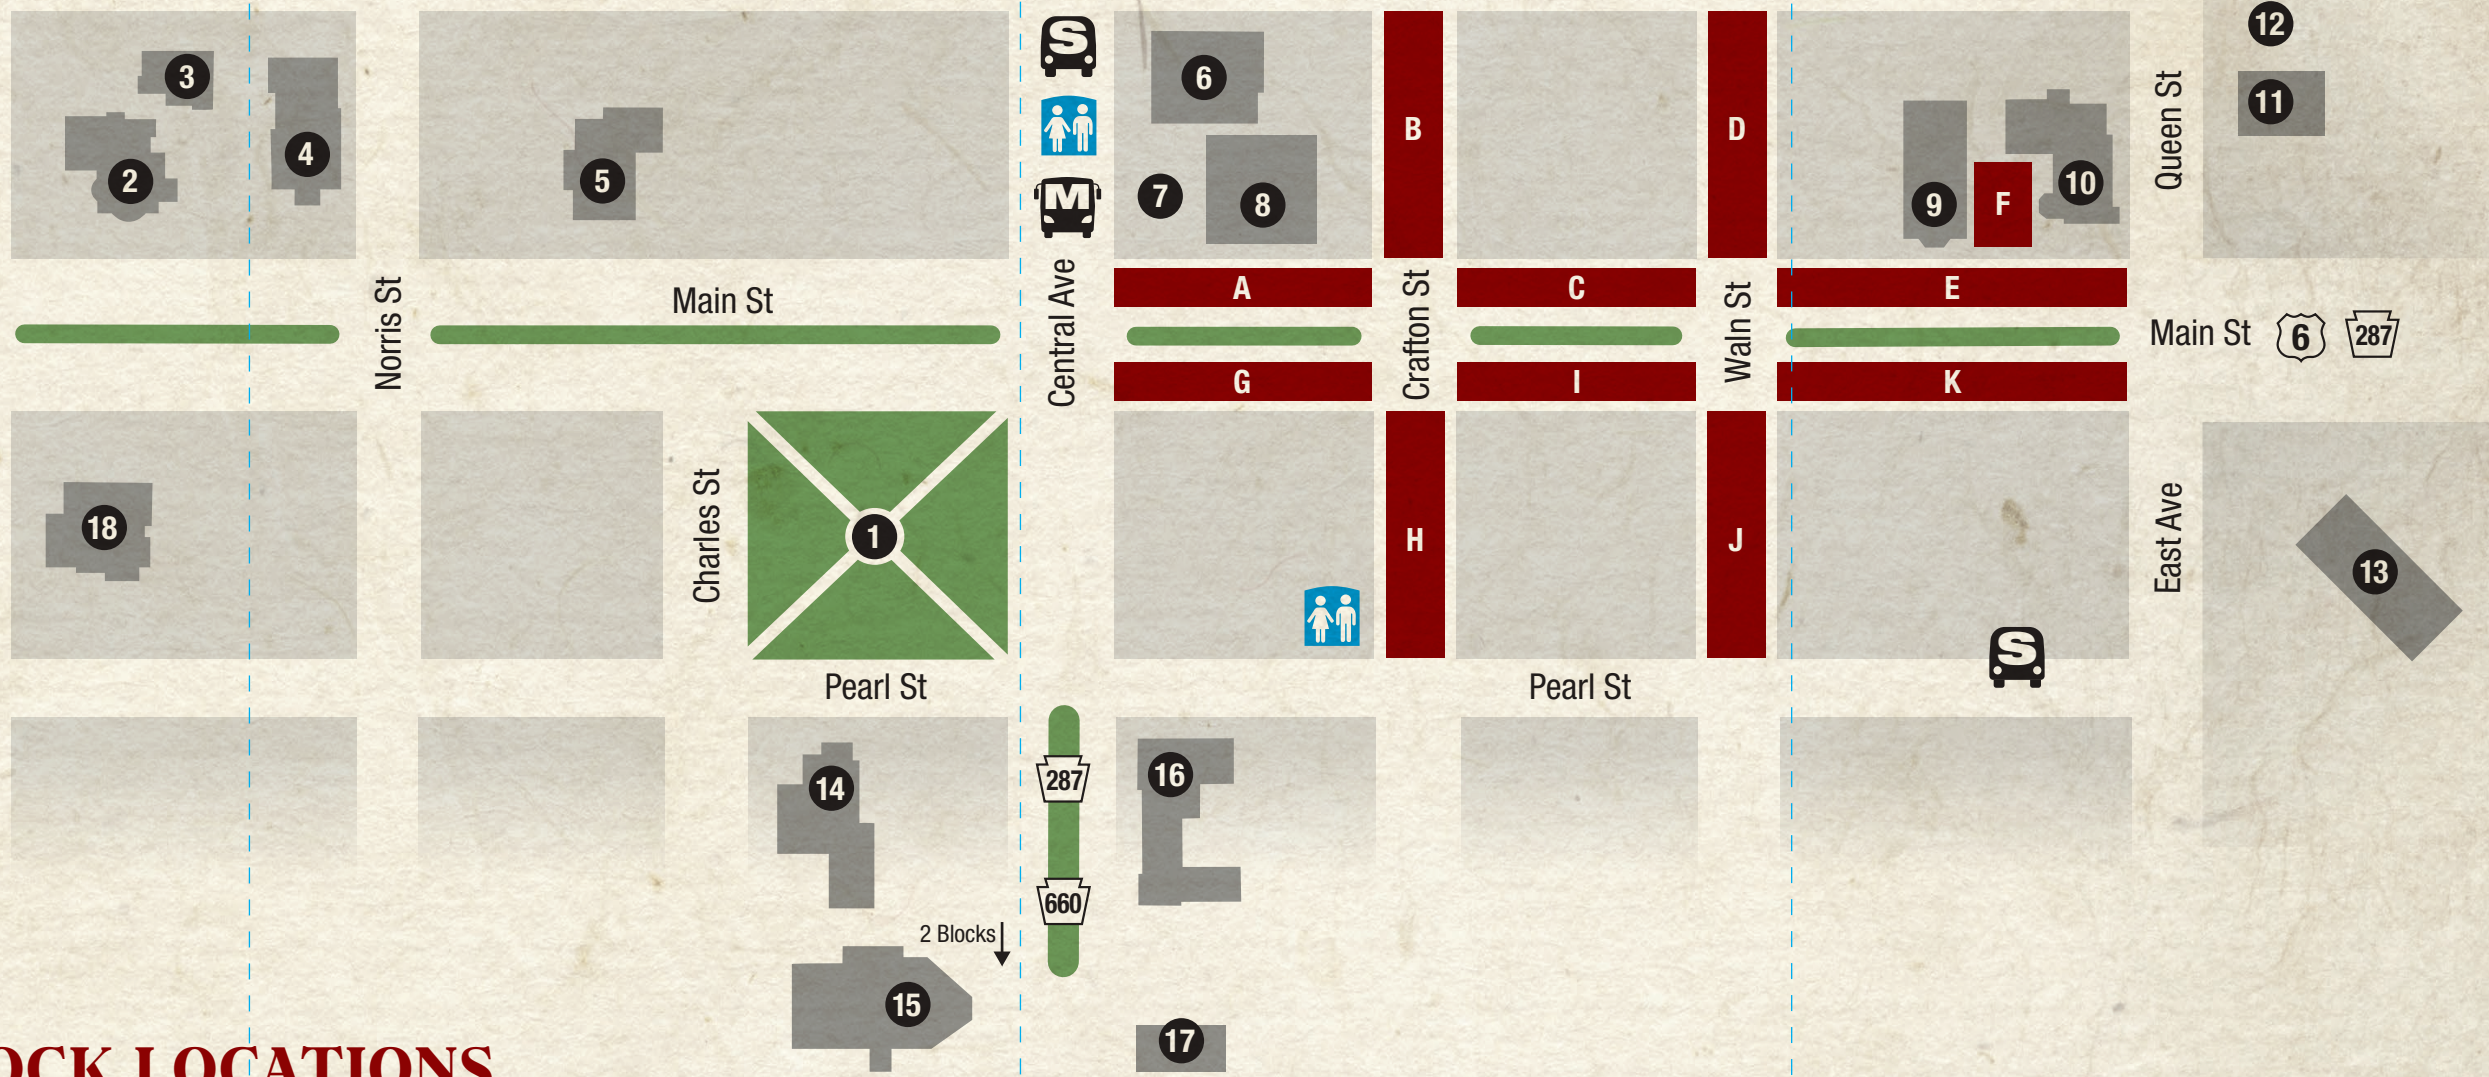 12
S
6
3
11
B
D
4
2
5
M
7
8
9
F
10
Queen St
Norris St
Main St
Central Ave
A
Crafton St
C
Waln St
E
Main St
6
287
G
I
K
18
Charles St
1
H
J
East Ave
13
S
Pearl St
Pearl St
14
287
16
660
2 Blocks
15
17
OCK LOCATIONS